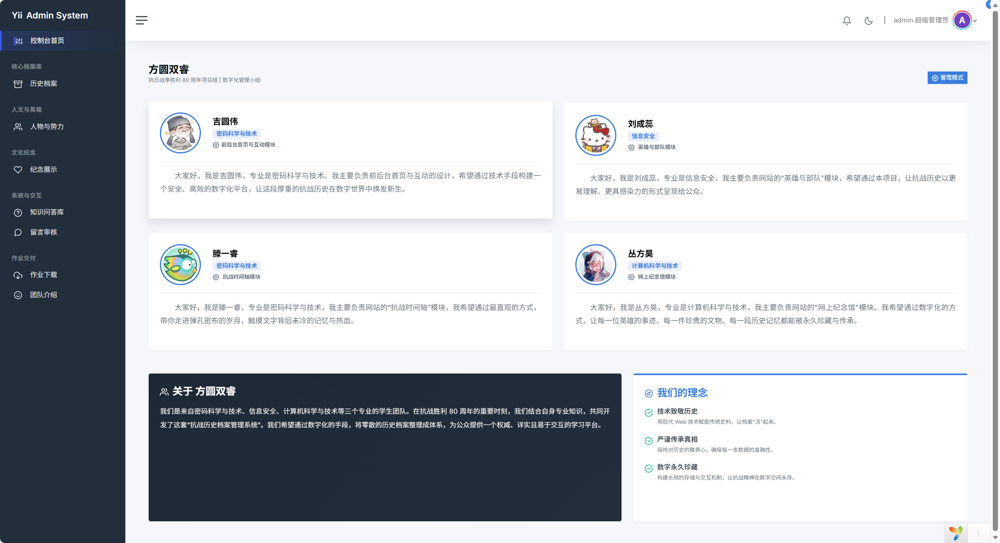 Yii Admin System
控制台首页
核心档案库
历史档案
人文与英雄
人物与势力
文化纪念
纪念展示
系统与交互
知识问答库
留言审核
作业交付
作业下载
团队介绍
admin 超级管理员
A
方圆双睿
抗日战争胜利 80 周年项目组 | 数字化管理小组
管理模式
吉圆伟
密码科学与技术
前后台首页与互动模块
大家好，我是吉圆伟，专业是密码科学与技术。我主要负责前后台首页与互动的设计，希望通过技术手段构建一
个安全、高效的数字化平台，让这段厚重的抗战历史在数字世界中焕发新生。
刘成蕊
信息安全
英雄与部队模块
大家好，我是刘成蕊，专业是信息安全，我主要负责网站的“英雄与部队”模块，希望通过本项目，让抗战历史以更
易理解、更具感染力的形式呈现给公众。
滕一睿
密码科学与技术
抗战时间轴模块
大家好，我是滕一睿，专业是密码科学与技术，我主要负责网站的“抗战时间轴”模块，我希望通过最直观的方式，
带你走进弹孔密布的岁月，触摸文字背后未冷的记忆与热血。
丛方昊
计算机科学与技术
网上纪念馆模块
大家好，我是丛方昊，专业是计算机科学与技术，我主要负责网站的"网上纪念馆"模块。我希望通过数字化的方
式，让每一位英雄的事迹、每一件珍贵的文物、每一段历史记忆都能被永久珍藏与传承。
关于 方圆双睿
我们是来自密码科学与技术、信息安全、计算机科学与技术等三个专业的学生团队。在抗战胜利 80 周年的重要时刻，我们结合自身专业知识，共同开
发了这套“抗战历史档案管理系统”。我们希望通过数字化的手段，将零散的历史档案整理成体系，为公众提供一个权威、详实且易于交互的学习平台。
我们的理念
技术致敬历史
用现代 Web 技术赋能传统史料，让档案“活”起来。
严谨传承真相
保持对历史的敬畏心，确保每一条数据的准确性。
数字永久珍藏
构建长效的存储与交互机制，让抗战精神在数字空间永存。